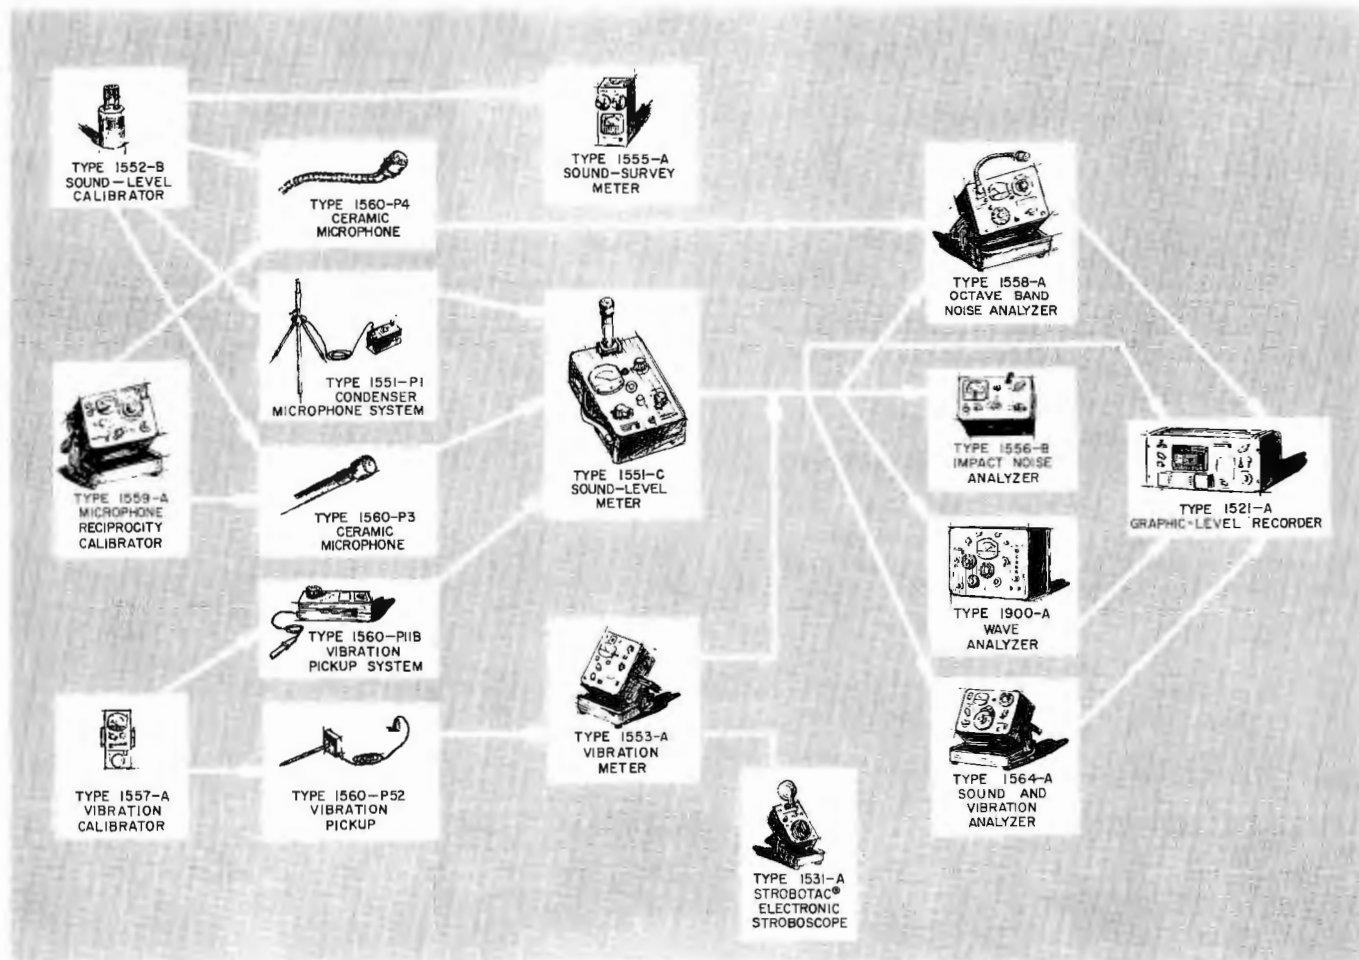 TYPE 1552-B
SOUND-LEVEL
CALIBRATOR
TYPE 1560-P4
CERAMIC
MICROPHONE
TYPE 1555-A
SOUND-SURVEY
METER
TYPE 1558-A
OCTAVE BAND
NOISE ANALYZER
TYPE 1551-P1
CONDENSER
MICROPHONE SYSTEM
TYPE 1559-A
MICROPHONE
RECIPROCITY
CALIBRATOR
TYPE 1560-P3
CERAMIC
MICROPHONE
TYPE 1551-C
SOUND-LEVEL
METER
TYPE 1556-B
IMPACT NOISE
ANALYZER
TYPE 1521-A
GRAPHIC-LEVEL RECORDER
TYPE 1900-A
WAVE
ANALYZER
TYPE 1560-P11B
VIBRATION
PICKUP SYSTEM
TYPE 1557-A
VIBRATION
CALIBRATOR
TYPE 1560-P52
VIBRATION
PICKUP
TYPE 1553-A
VIBRATION
METER
TYPE 1564-A
SOUND AND
VIBRATION
ANALYZER
TYPE 1531-A
STROBOTAC®
ELECTRONIC
STROBOSCOPE